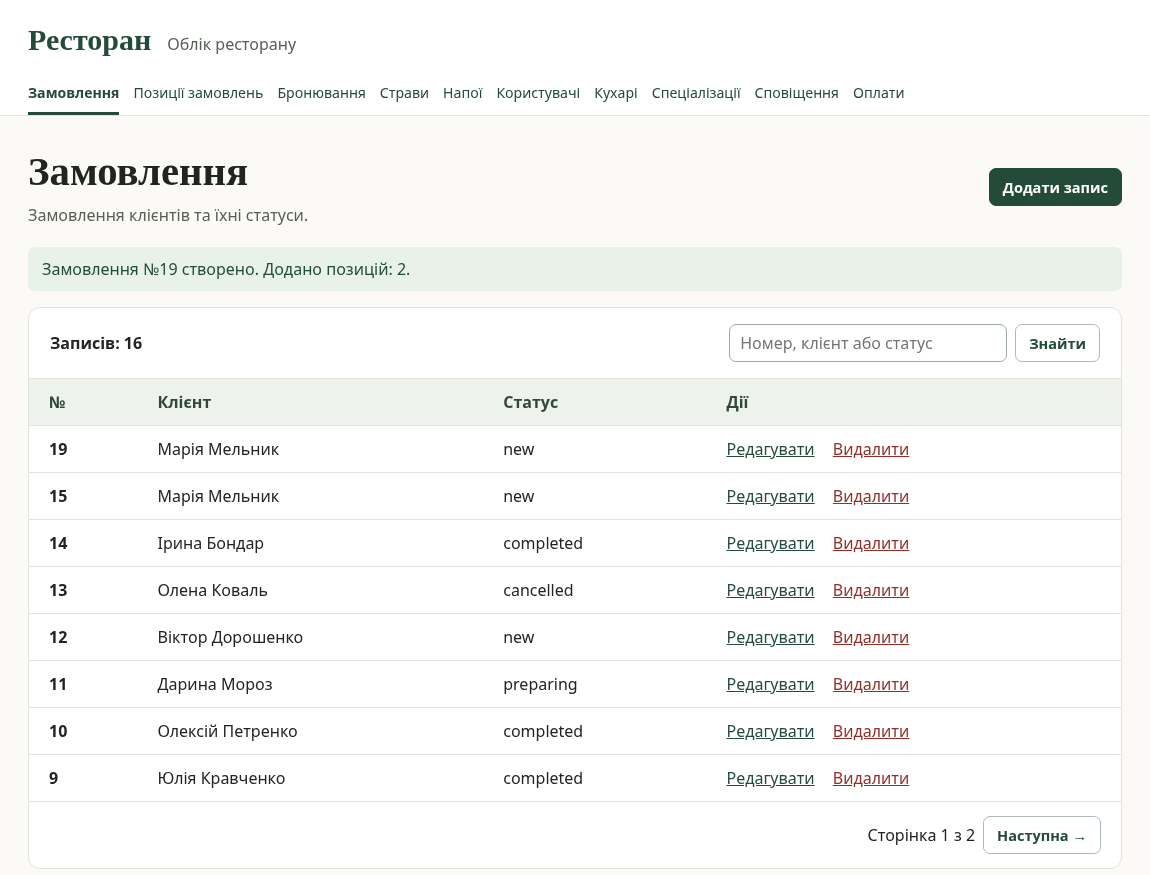 Ресторан Облік ресторану
Замовлення Позиції замовлень Бронювання Страви Напої Користувачі Кухарі Спеціалізації Сповіщення Оплати
Замовлення
Додати запис
Замовлення клієнтів та їхні статуси.
Замовлення №19 створено. Додано позицій: 2.
Записів: 16 Номер, клієнт або статус Знайти
№ Клієнт Статус Дії
19 Марія Мельник new Редагувати Видалити
15 Марія Мельник new Редагувати Видалити
14 Ірина Бондар completed Редагувати Видалити
13 Олена Коваль cancelled Редагувати Видалити
12 Віктор Дорошенко new Редагувати Видалити
11 Дарина Мороз preparing Редагувати Видалити
10 Олексій Петренко completed Редагувати Видалити
9 Юлія Кравченко completed Редагувати Видалити
Сторінка 1 з 2 Наступна →